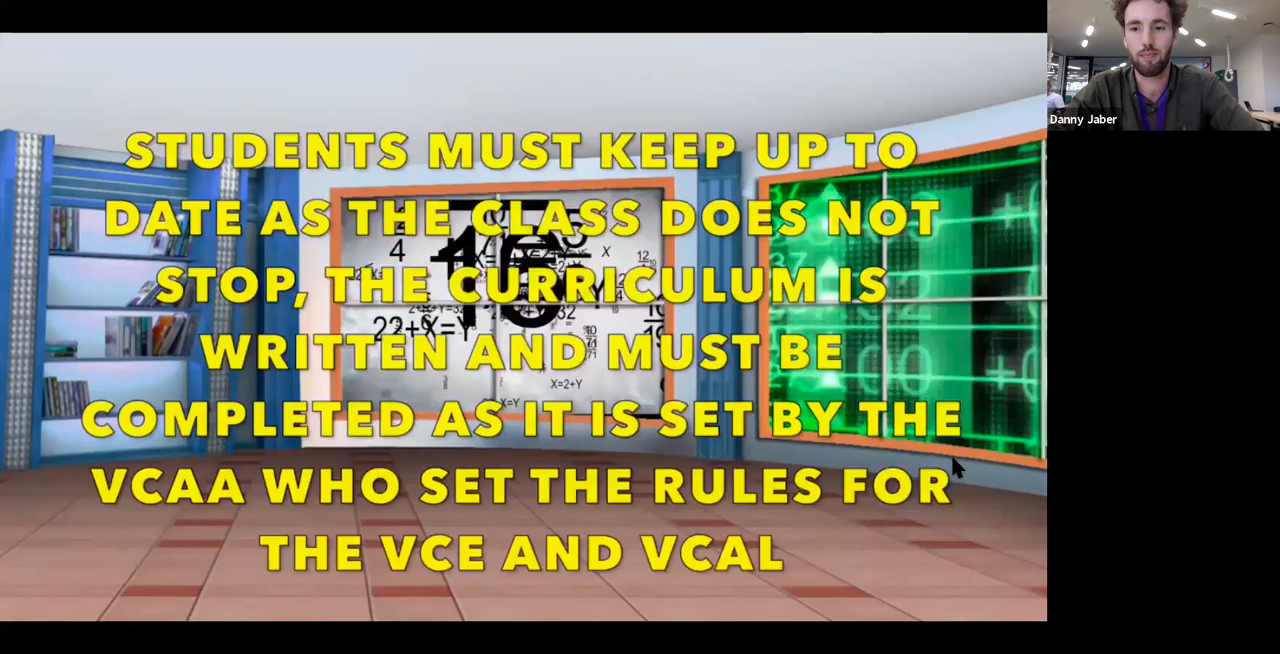 STUDENTS MUST KEEP UP TO
DATE AS THE CLASS DOES NOT
STOP, THE CURRICULUM IS
WRITTEN AND MUST BE
COMPLETED AS IT IS SET BY THE
VCAA WHO SET THE RULES FOR
THE VCE AND VCAL
Danny Jaber
22+X=Y
X=2+Y